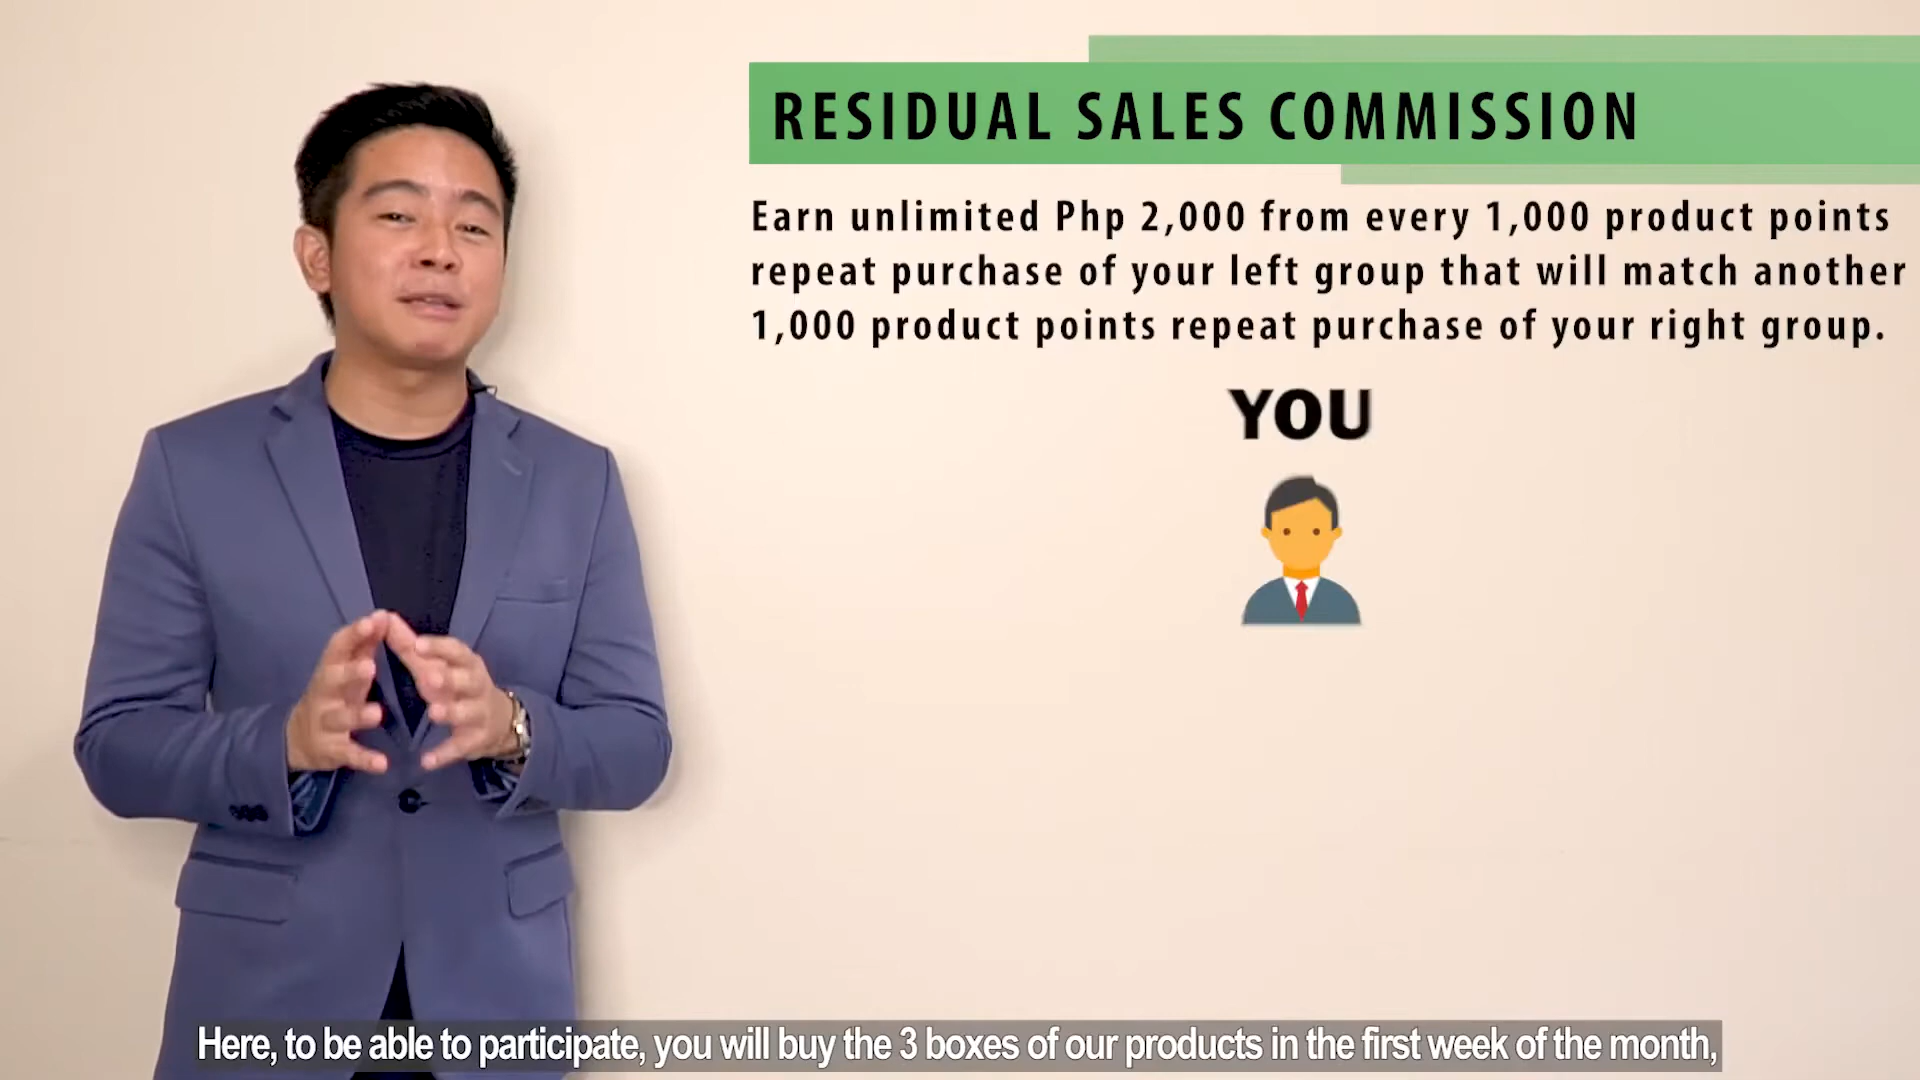 RESIDUAL SALES COMMISSION
Earn unlimited Php 2,000 from every 1,000 product points
repeat purchase of your left group that will match another
1,000 product points repeat purchase of your right group.
YOU
Here, to be able to participate, you will buy the 3 boxes of our products in the first week of the month,